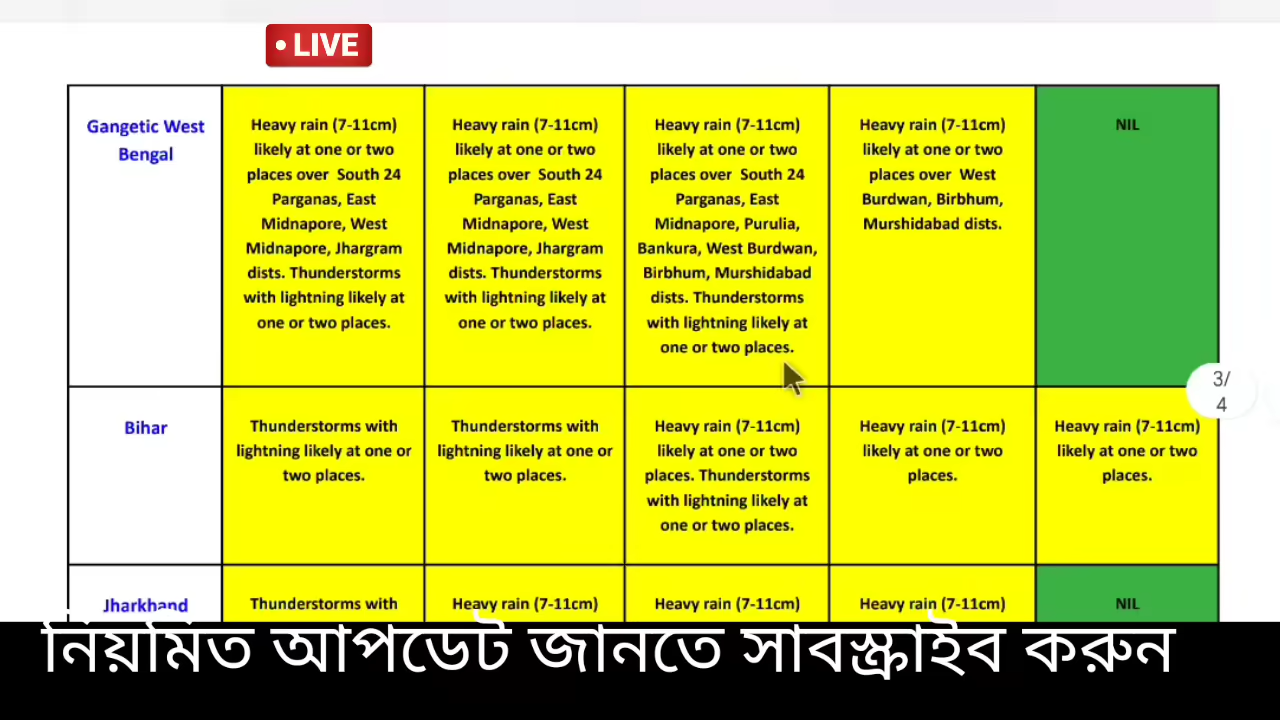 • LIVE
Gangetic West
Bengal
Heavy rain (7-11cm)
likely at one or two
places over South 24
Parganas, East
Midnapore, West
Midnapore, Jhargram
dists. Thunderstorms
with lightning likely at
one or two places.
Heavy rain (7-11cm)
likely at one or two
places over South 24
Parganas, East
Midnapore, West
Midnapore, Jhargram
dists. Thunderstorms
with lightning likely at
one or two places.
Heavy rain (7-11cm)
likely at one or two
places over South 24
Parganas, East
Midnapore, Purulia,
Bankura, West Burdwan,
Birbhum, Murshidabad
dists. Thunderstorms
with lightning likely at
one or two places.
Heavy rain (7-11cm)
likely at one or two
places over West
Burdwan, Birbhum,
Murshidabad dists.
NIL
3/
4
Bihar
Thunderstorms with
lightning likely at one or
two places.
Thunderstorms with
lightning likely at one or
two places.
Heavy rain (7-11cm)
likely at one or two
places. Thunderstorms
with lightning likely at
one or two places.
Heavy rain (7-11cm)
likely at one or two
places.
Heavy rain (7-11cm)
likely at one or two
places.
Jharkhand
Thunderstorms with
Heavy rain (7-11cm)
Heavy rain (7-11cm)
Heavy rain (7-11cm)
NIL
নিয়মিত আপডেট জানতে সাবস্ক্রাইব করুন